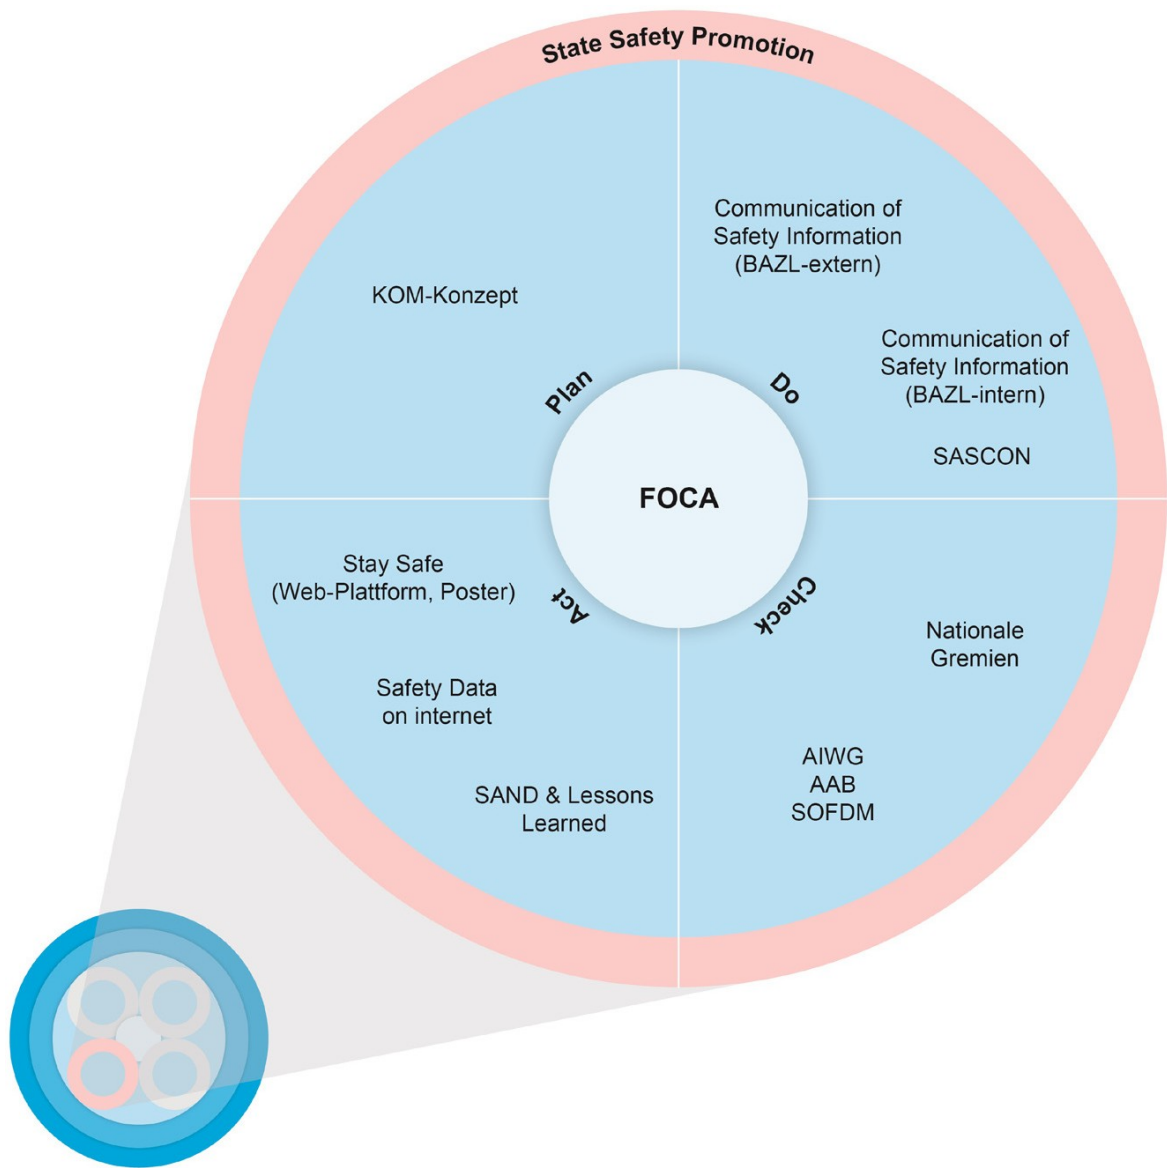 State Safety Promotion
Communication of
Safety Information
(BAZL-extern)
KOM-Konzept
Communication of
Safety Information
(BAZL-intern)
Plan
Do
SASCON
FOCA
Stay Safe
(Web-Plattform, Poster)
Act
Check
Nationale
Gremien
Safety Data
on internet
AIWG
AAB
SOFDM
SAND & Lessons
Learned